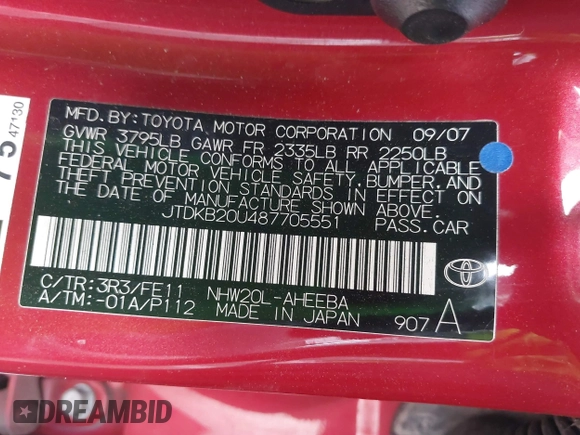 MFD. BY: TOYOTA MOTOR CORPORATION 09/07
GVWR 3795LB GAWR FR 2335LB RR 2250LB
THIS VEHICLE CONFORMS TO ALL APPLICABLE
FEDERAL MOTOR VEHICLE SAFETY, BUMPER, AND
THEFT PREVENTION STANDARDS IN EFFECT ON
THE DATE OF MANUFACTURE SHOWN ABOVE.
JTDKB20U487705551 PASS. CAR
C/TR: 3R3/FE11 NHW20L-AHEEBA
A/TM: -01A/P112 MADE IN JAPAN 907 A
TOYOTA
47130
DREAMBID